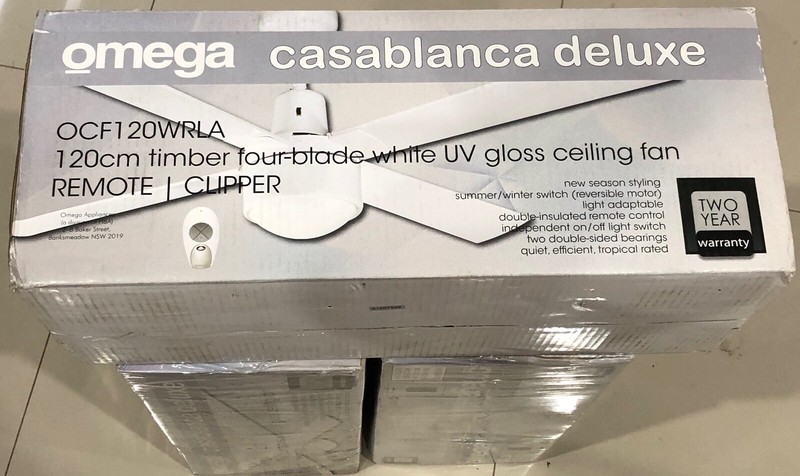 omega casablanca deluxe
OCF120WRLA
120cm timber four-blade white UV gloss ceiling fan
REMOTE | CLIPPER
new season styling
summer/winter switch (reversible motor)
light adaptable
double-insulated remote control
independent on/off light switch
two double-sided bearings
quiet, efficient, tropical rated
TWO
YEAR
warranty
Omega Appliances
Baker Street,
Banksmeadow NSW 2019